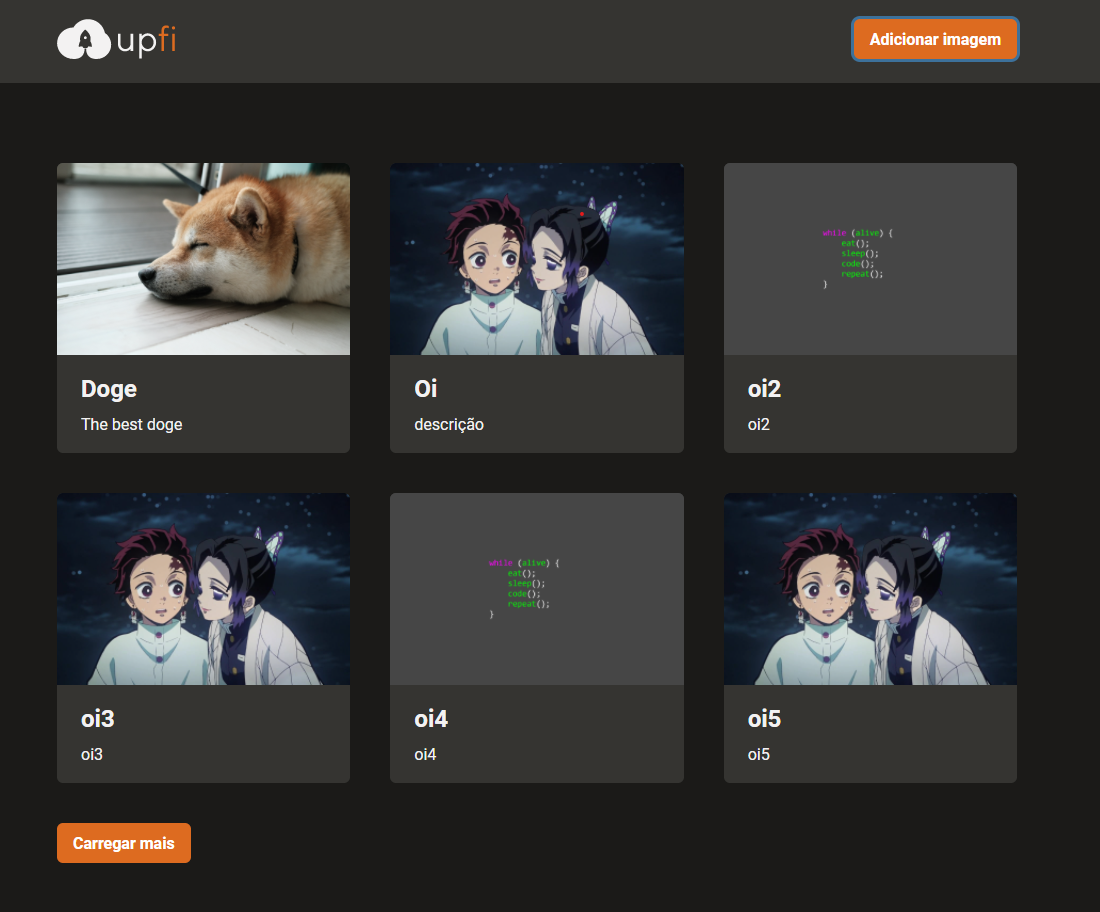 upfi
Adicionar imagem
while (alive) {
eat();
sleep();
code();
repeat();
}
Doge
The best doge
Oi
descrição
oi2
oi2
while (alive) {
eat();
sleep();
code();
repeat();
}
oi3
oi3
oi4
oi4
oi5
oi5
Carregar mais